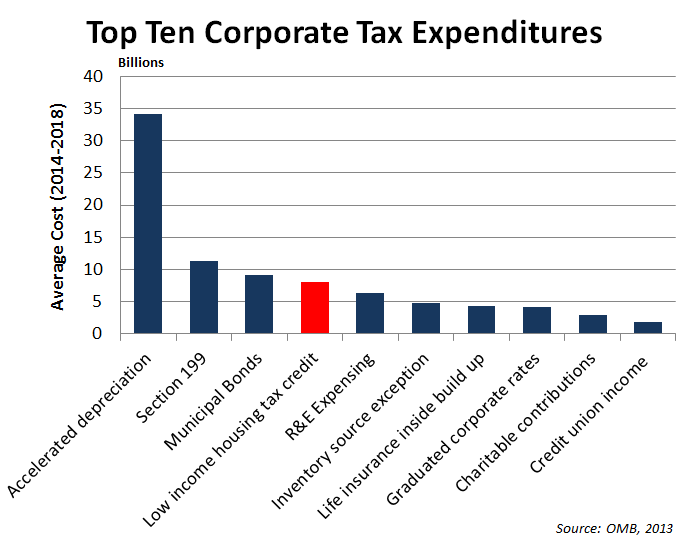 Top Ten Corporate Tax Expenditures
Billions
Average Cost (2014-2018)
40
35
30
25
20
15
10
5
0
Accelerated depreciation
Section 199
Municipal Bonds
Low income housing tax credit
R&E Expensing
Inventory source exception
Life insurance inside build up
Graduated corporate rates
Charitable contributions
Credit union income
Source: OMB, 2013